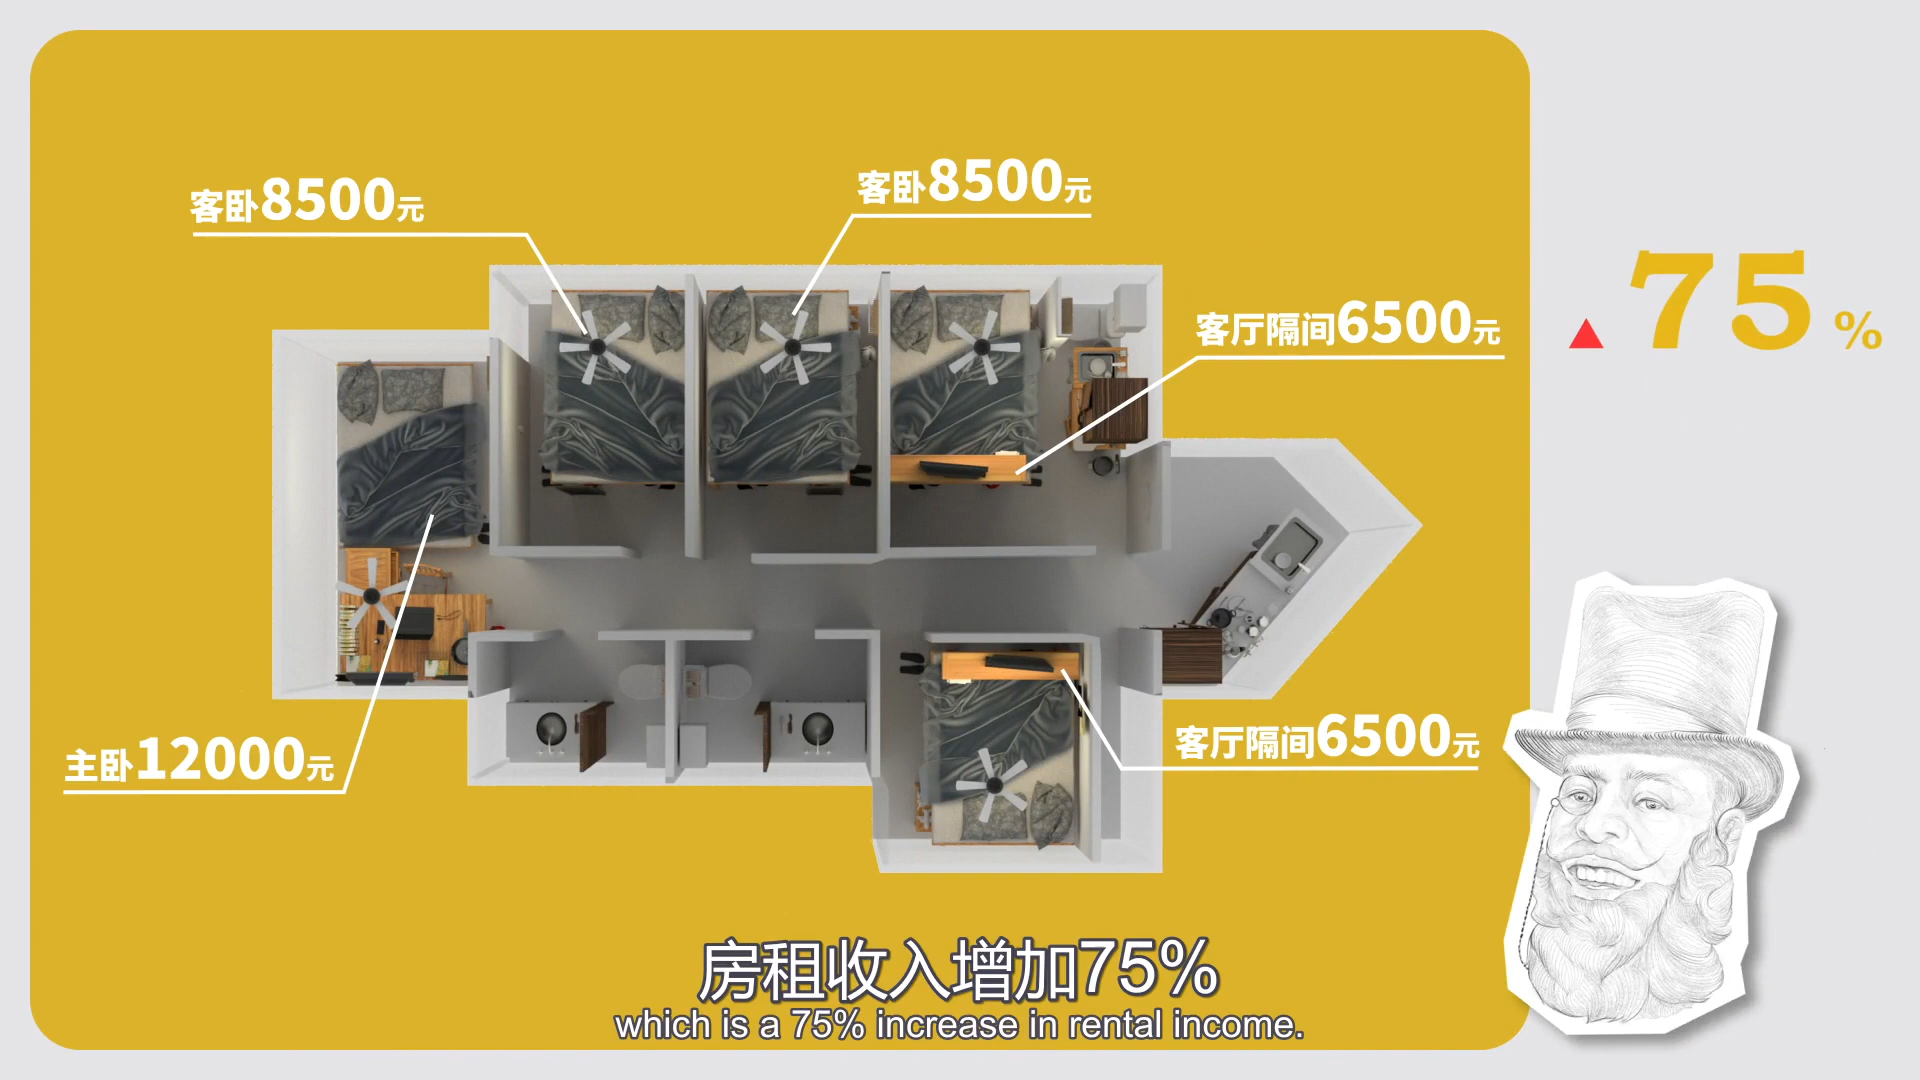 客卧8500元
客卧8500元
客厅隔间6500元
▲75%
主卧12000元
客厅隔间6500元
房租收入增加75%
which is a 75% increase in rental income.